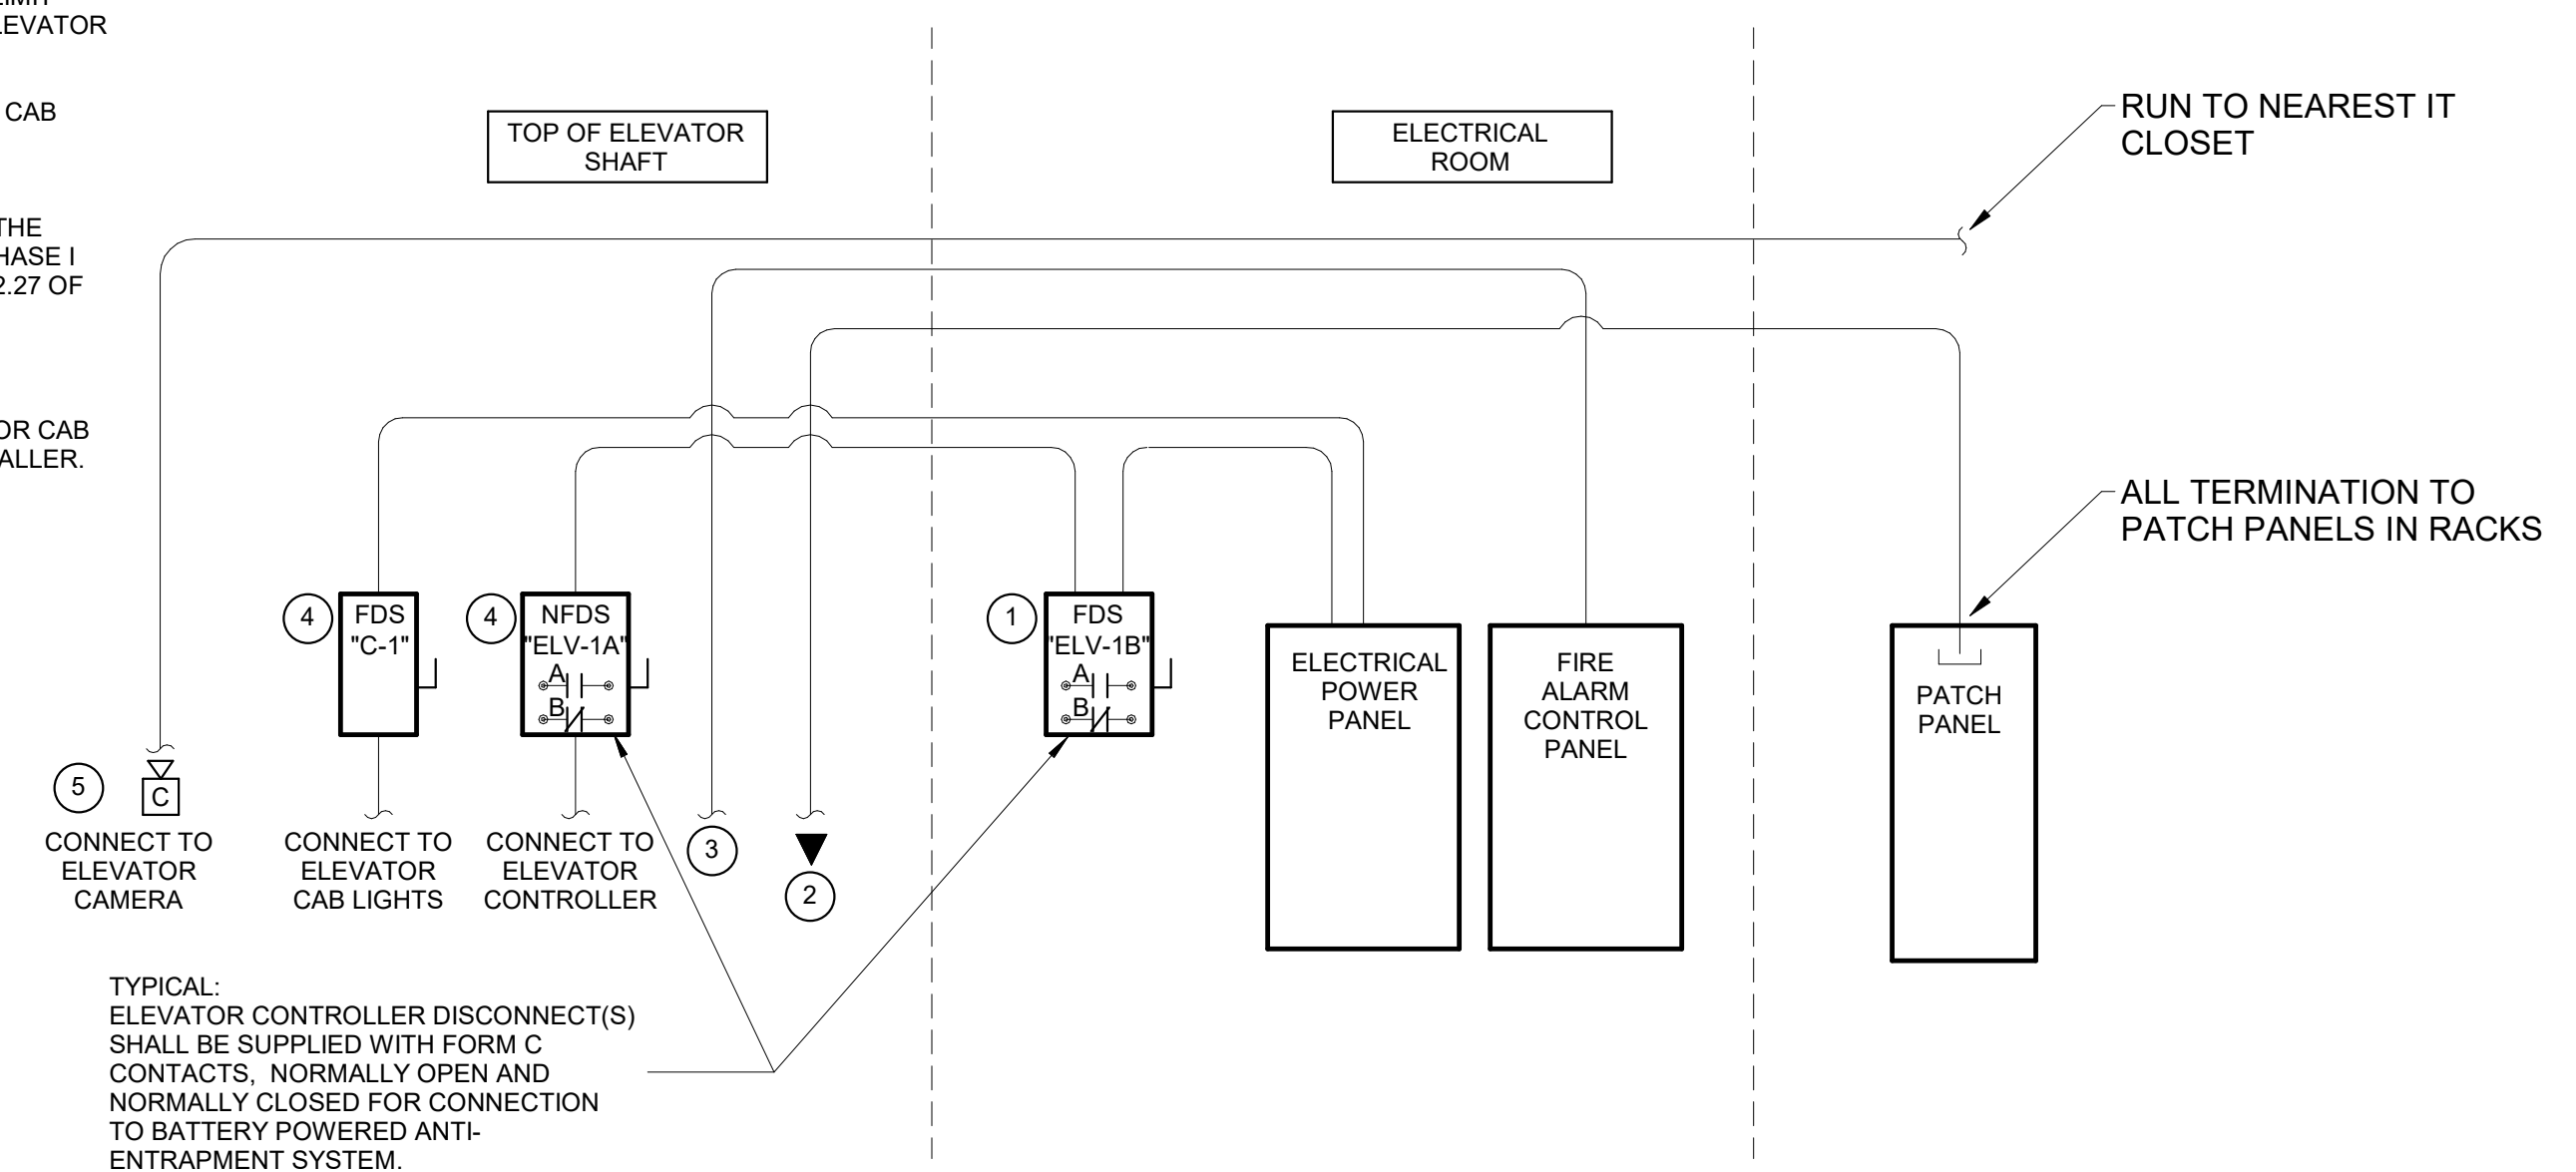 LEVATOR
CAB
THE
HASE I
2.27 OF
OR CAB
ALLER.
TOP OF ELEVATOR
SHAFT
ELECTRICAL
ROOM
RUN TO NEAREST IT
CLOSET
ALL TERMINATION TO
PATCH PANELS IN RACKS
4
FDS
"C-1"
4
NFDS
"ELV-1A"
A
B
1
FDS
"ELV-1B"
A
B
ELECTRICAL
POWER
PANEL
FIRE
ALARM
CONTROL
PANEL
PATCH
PANEL
5
C
CONNECT TO
ELEVATOR
CAMERA
CONNECT TO
ELEVATOR
CAB LIGHTS
CONNECT TO
ELEVATOR
CONTROLLER
3
2
TYPICAL:
ELEVATOR CONTROLLER DISCONNECT(S)
SHALL BE SUPPLIED WITH FORM C
CONTACTS, NORMALLY OPEN AND
NORMALLY CLOSED FOR CONNECTION
TO BATTERY POWERED ANTI-
ENTRAPMENT SYSTEM.